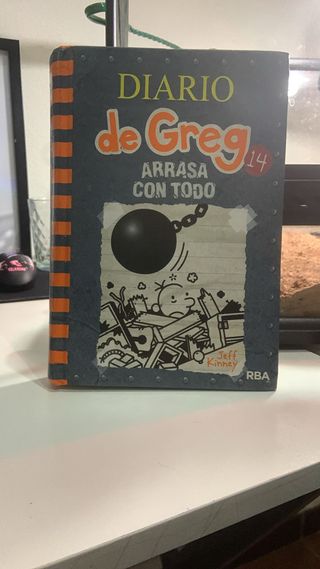 DIARIO
de Greg 14
ARRASA
CON TODO
Jeff
Kinney
RBA